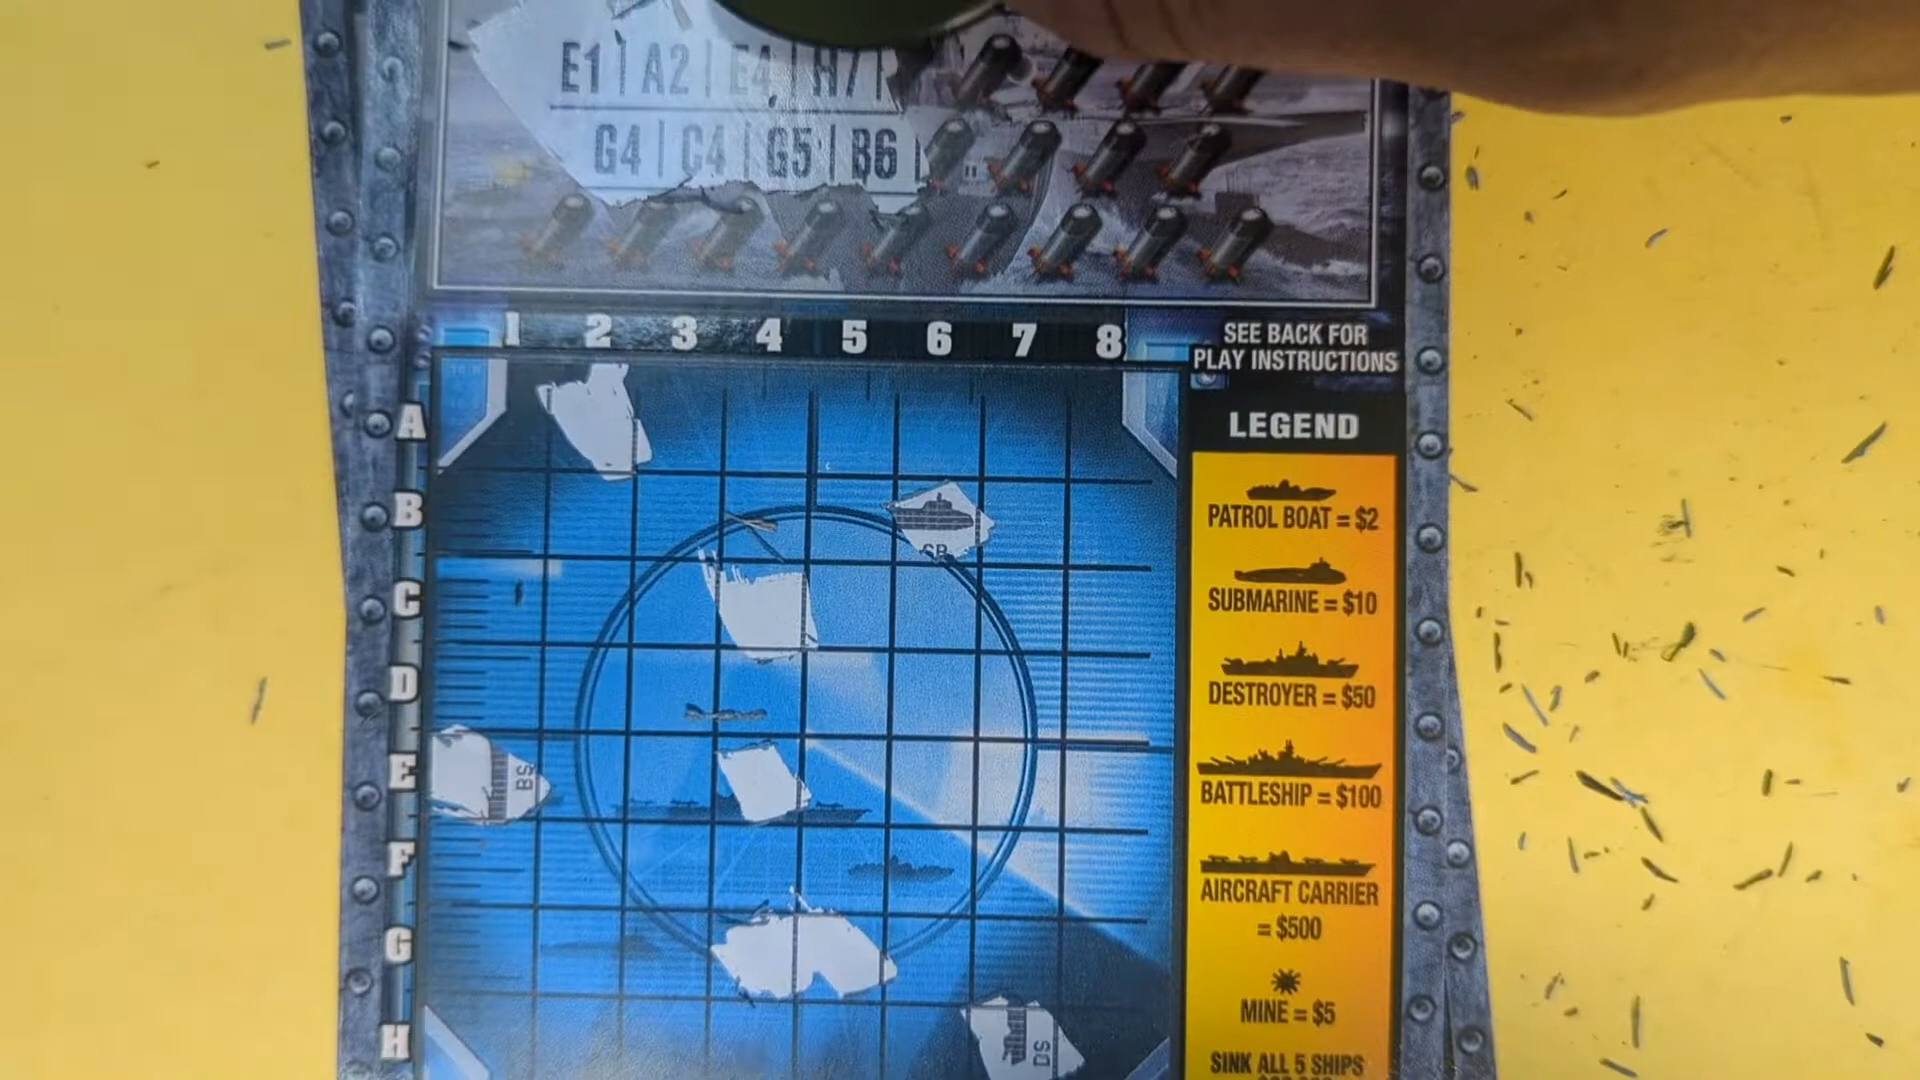 E1 | A2 | E4 | H7 |
G4 | C4 | G5 | B6 |
1 2 3 4 5 6 7 8
SEE BACK FOR
PLAY INSTRUCTIONS
A
B
C
D
E
F
G
H
SB
BS
DS
LEGEND
PATROL BOAT = $2
SUBMARINE = $10
DESTROYER = $50
BATTLESHIP = $100
AIRCRAFT CARRIER
= $500
MINE = $5
SINK ALL 5 SHIPS